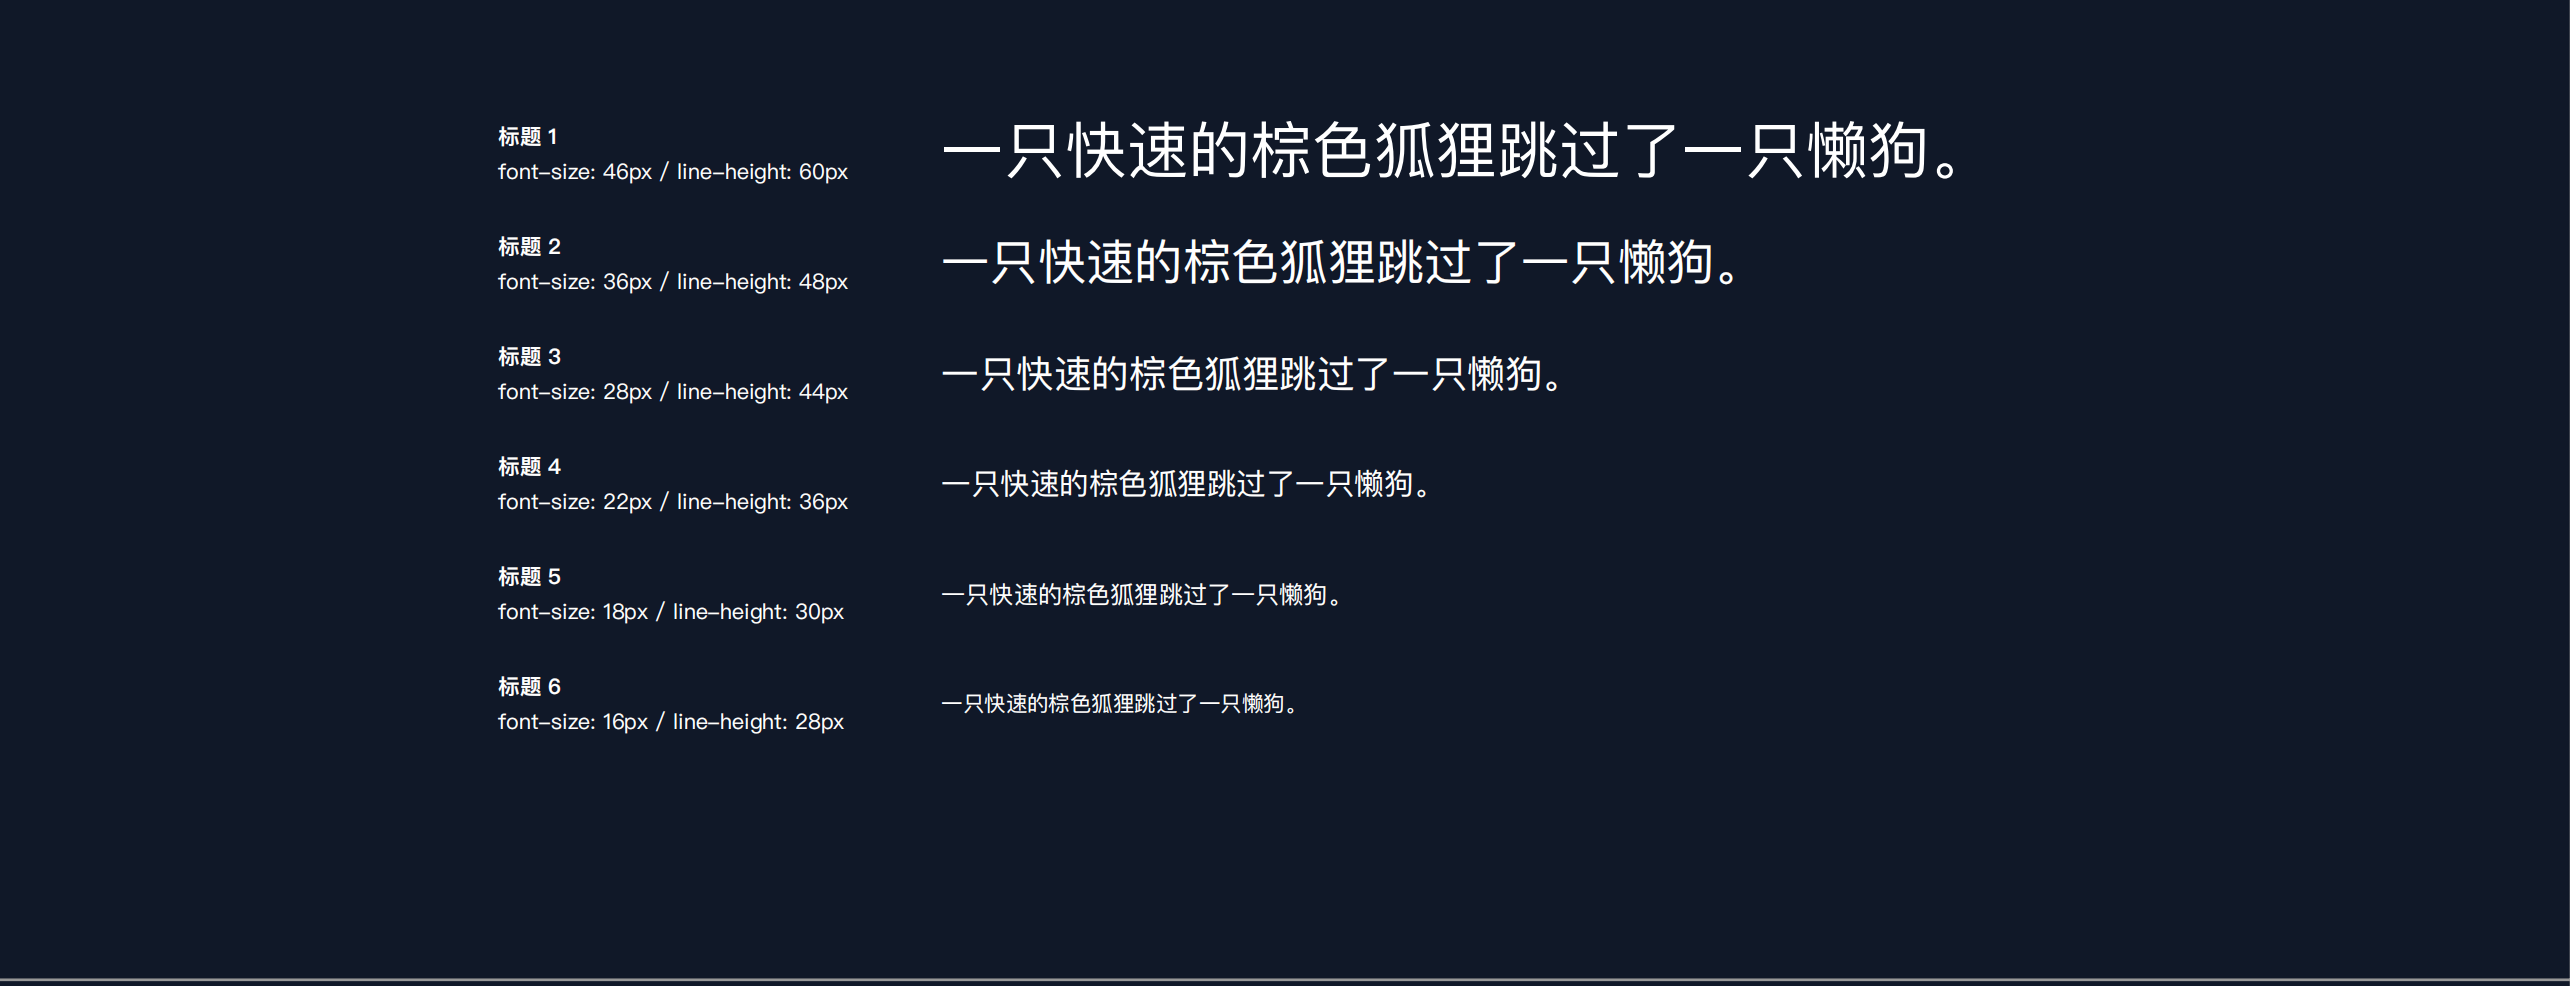 标题 1
font-size: 46px / line-height: 60px
一只快速的棕色狐狸跳过了一只懒狗。
标题 2
font-size: 36px / line-height: 48px
一只快速的棕色狐狸跳过了一只懒狗。
标题 3
font-size: 28px / line-height: 44px
一只快速的棕色狐狸跳过了一只懒狗。
标题 4
font-size: 22px / line-height: 36px
一只快速的棕色狐狸跳过了一只懒狗。
标题 5
font-size: 18px / line-height: 30px
一只快速的棕色狐狸跳过了一只懒狗。
标题 6
font-size: 16px / line-height: 28px
一只快速的棕色狐狸跳过了一只懒狗。